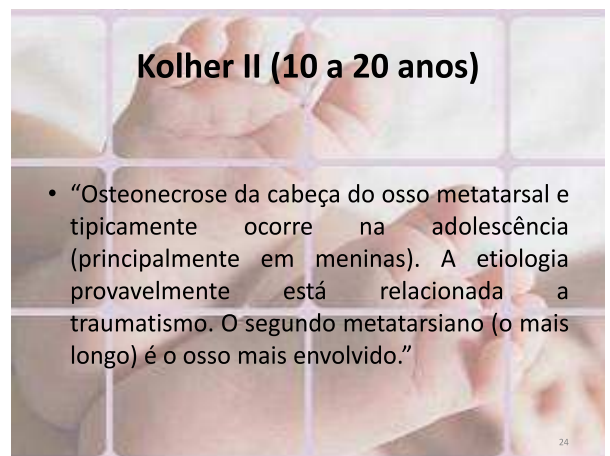 Kolher II (10 a 20 anos)
• “Osteonecrose da cabeça do osso metatarsal e
tipicamente ocorre na adolescência
(principalmente em meninas). A etiologia
provavelmente está relacionada a
traumatismo. O segundo metatarsiano (o mais
longo) é o osso mais envolvido.”
24